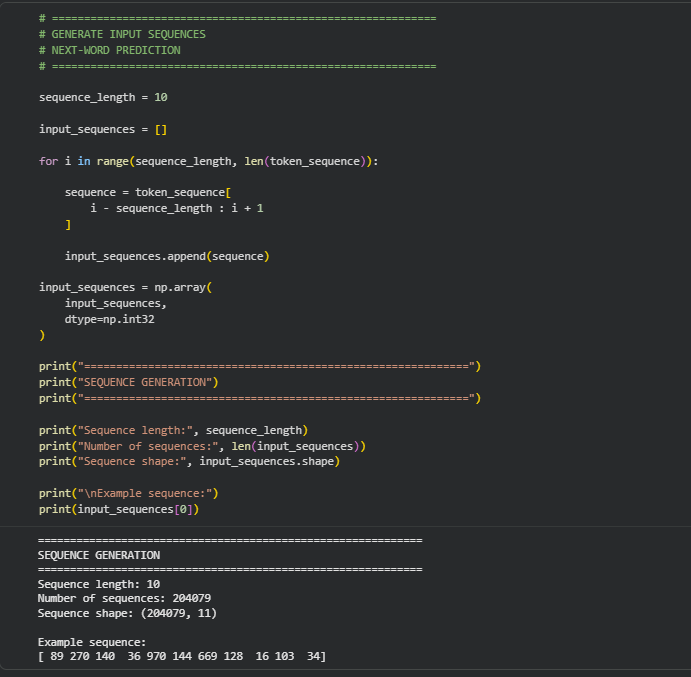 # ============================================================
# GENERATE INPUT SEQUENCES
# NEXT-WORD PREDICTION
# ============================================================
sequence_length = 10
input_sequences = []
for i in range(sequence_length, len(token_sequence)):
    sequence = token_sequence[
        i - sequence_length : i + 1
    ]
    input_sequences.append(sequence)
input_sequences = np.array(
    input_sequences,
    dtype=np.int32
)
print("============================================================")
print("SEQUENCE GENERATION")
print("============================================================")
print("Sequence length:", sequence_length)
print("Number of sequences:", len(input_sequences))
print("Sequence shape:", input_sequences.shape)
print("\nExample sequence:")
print(input_sequences[0])
============================================================
SEQUENCE GENERATION
============================================================
Sequence length: 10
Number of sequences: 204079
Sequence shape: (204079, 11)
Example sequence:
[ 89 270 140  36 970 144 669 128  16 103  34]